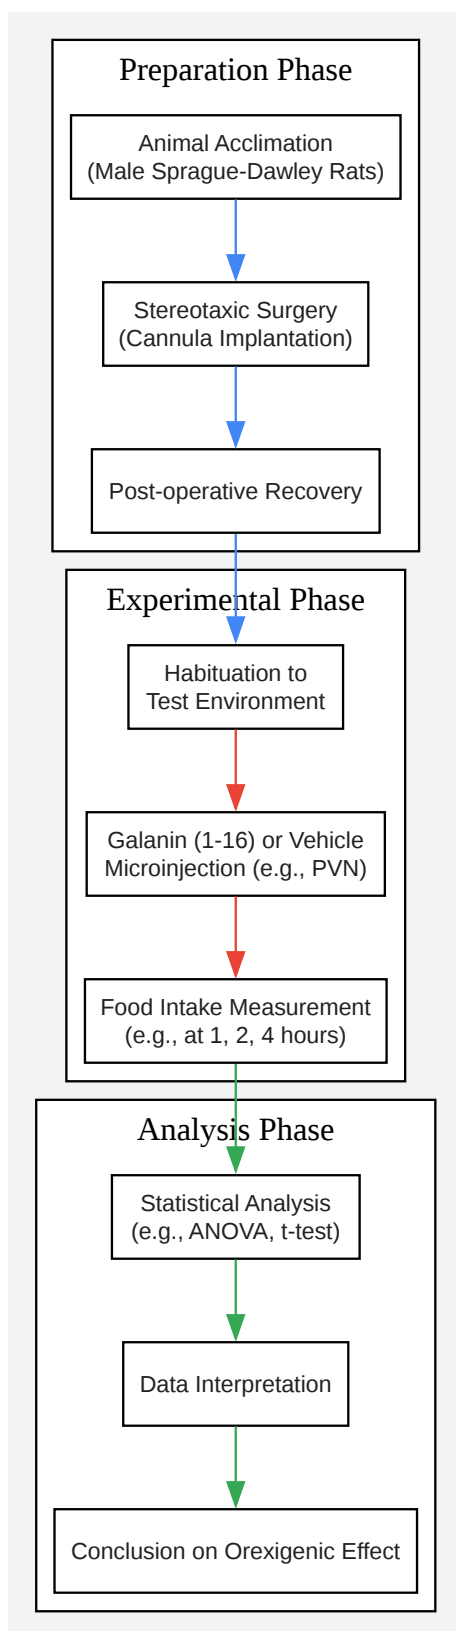 Preparation Phase
Animal Acclimation
(Male Sprague-Dawley Rats)
Stereotaxic Surgery
(Cannula Implantation)
Post-operative Recovery
Experimental Phase
Habituation to
Test Environment
Galanin (1-16) or Vehicle
Microinjection (e.g., PVN)
Food Intake Measurement
(e.g., at 1, 2, 4 hours)
Analysis Phase
Statistical Analysis
(e.g., ANOVA, t-test)
Data Interpretation
Conclusion on Orexigenic Effect